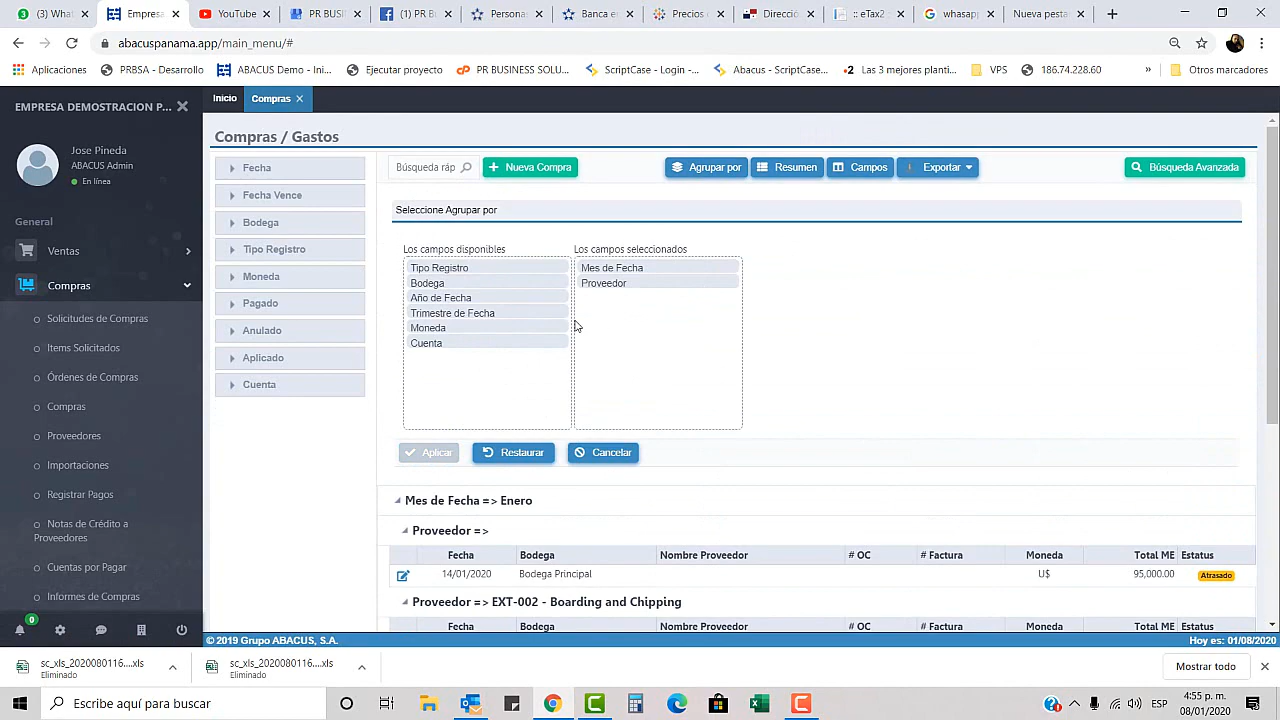 3 (3) What
Empresa
YouTube
PR BUSI
(1) PR B
Persona
Banca e
Precios
Direcci
:: eTax2
whasap
Nueva pest
abacuspanama.app/main_menu/#
Aplicaciones
PRBSA - Desarrollo
ABACUS Demo - Ini...
Ejecutar proyecto
PR BUSINESS SOLU...
ScriptCase - Login -...
Abacus - ScriptCase...
Las 3 mejores planti...
VPS
186.74.228.60
»
Otros marcadores
EMPRESA DEMOSTRACION P...
Jose Pineda
ABACUS Admin
En línea
General
Ventas
Compras
Solicitudes de Compras
Items Solicitados
Órdenes de Compras
Compras
Proveedores
Importaciones
Registrar Pagos
Notas de Crédito a
Proveedores
Cuentas por Pagar
Informes de Compras
0
Inicio
Compras
Compras / Gastos
Fecha
Fecha Vence
Bodega
Tipo Registro
Moneda
Pagado
Anulado
Aplicado
Cuenta
Búsqueda ráp
Nueva Compra
Agrupar por
Resumen
Campos
Exportar
Búsqueda Avanzada
Seleccione Agrupar por
Los campos disponibles
Tipo Registro
Bodega
Año de Fecha
Trimestre de Fecha
Moneda
Cuenta
Los campos seleccionados
Mes de Fecha
Proveedor
Aplicar
Restaurar
Cancelar
Mes de Fecha => Enero
Proveedor =>
Fecha Bodega Nombre Proveedor # OC # Factura Moneda Total ME Estatus
14/01/2020 Bodega Principal U$ 95,000.00 Atrasado
Proveedor => EXT-002 - Boarding and Chipping
Fecha Bodega Nombre Proveedor # OC # Factura Moneda Total ME Estatus
© 2019 Grupo ABACUS, S.A.
Hoy es: 01/08/2020
sc_xls_2020080116....xls
Eliminado
sc_xls_2020080116....xls
Eliminado
Mostrar todo
Escribe aquí para buscar
ESP
4:55 p. m.
08/01/2020